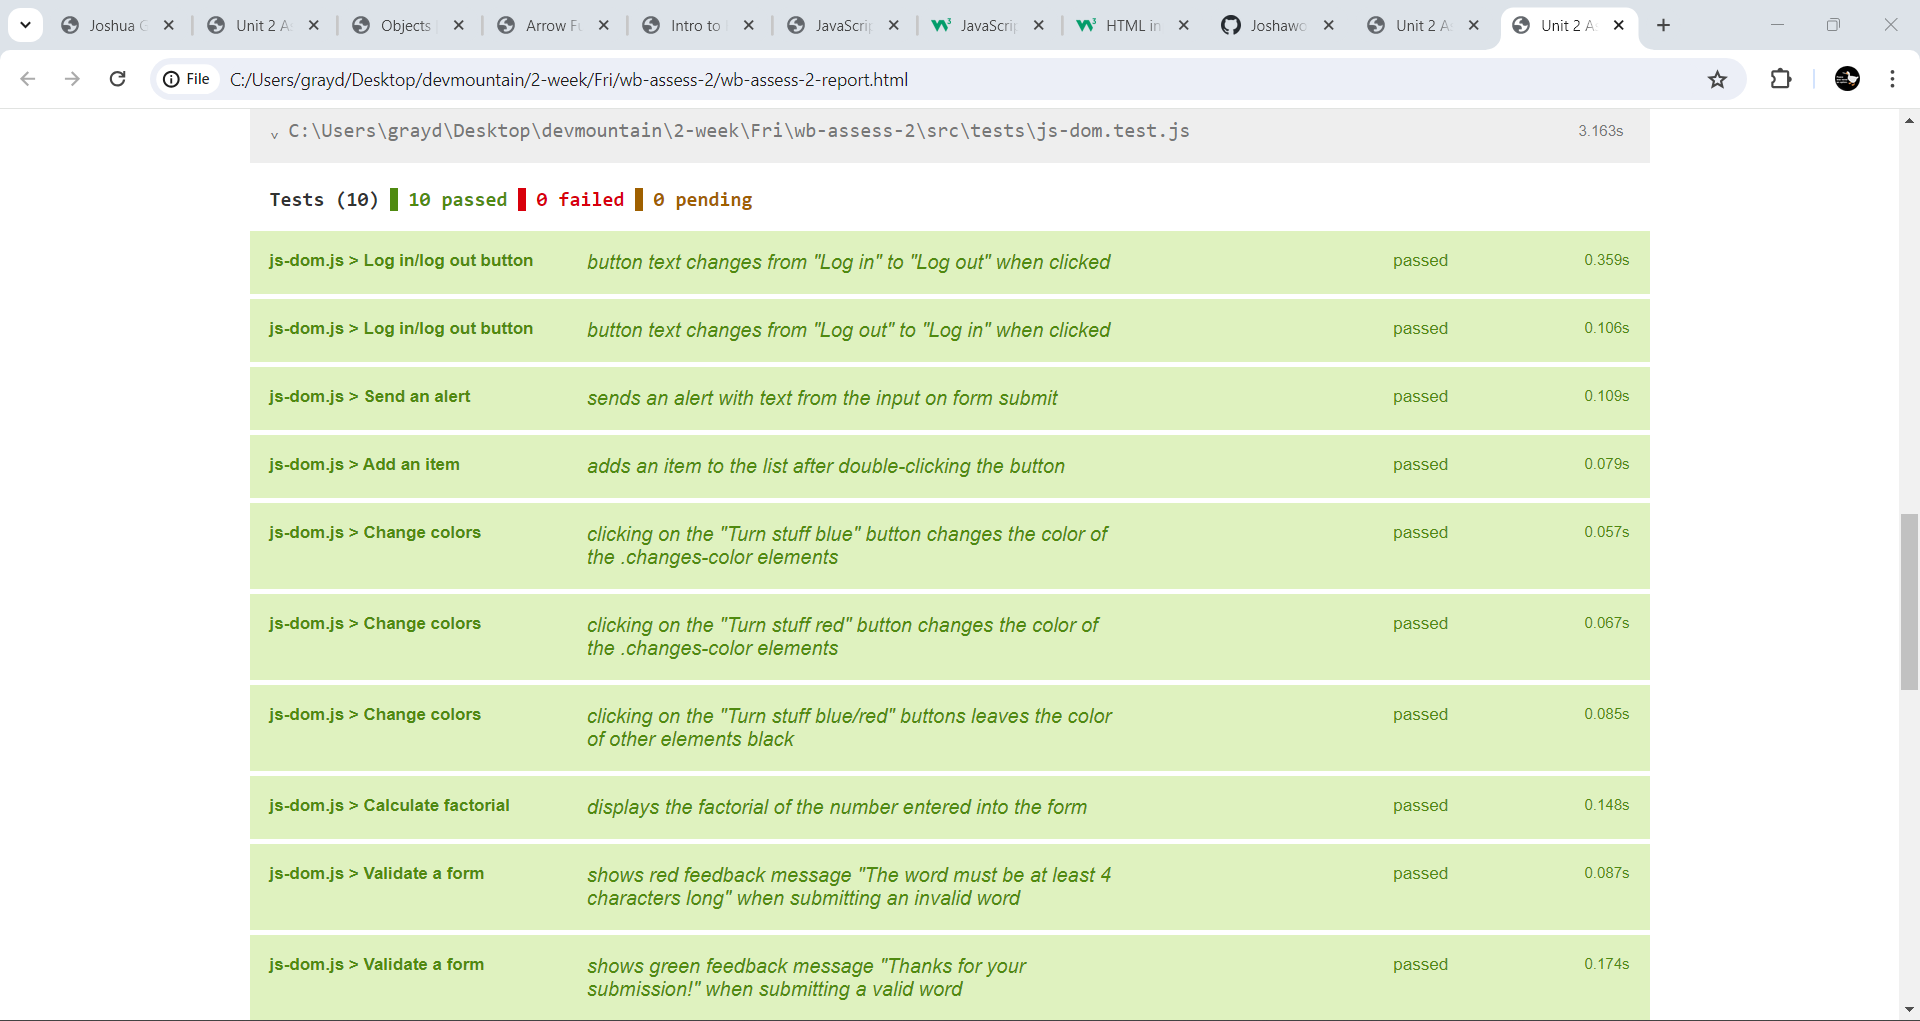 Joshua G
Unit 2 A
Objects
Arrow Fu
Intro to
JavaScrip
JavaScrip
HTML in
Joshawo
Unit 2 A
Unit 2 A
File
C:/Users/grayd/Desktop/devmountain/2-week/Fri/wb-assess-2/wb-assess-2-report.html
C:\Users\grayd\Desktop\devmountain\2-week\Fri\wb-assess-2\src\tests\js-dom.test.js 3.163s
Tests (10) 10 passed 0 failed 0 pending
js-dom.js > Log in/log out button button text changes from "Log in" to "Log out" when clicked passed 0.359s
js-dom.js > Log in/log out button button text changes from "Log out" to "Log in" when clicked passed 0.106s
js-dom.js > Send an alert sends an alert with text from the input on form submit passed 0.109s
js-dom.js > Add an item adds an item to the list after double-clicking the button passed 0.079s
js-dom.js > Change colors clicking on the "Turn stuff blue" button changes the color of passed 0.057s
the .changes-color elements
js-dom.js > Change colors clicking on the "Turn stuff red" button changes the color of passed 0.067s
the .changes-color elements
js-dom.js > Change colors clicking on the "Turn stuff blue/red" buttons leaves the color passed 0.085s
of other elements black
js-dom.js > Calculate factorial displays the factorial of the number entered into the form passed 0.148s
js-dom.js > Validate a form shows red feedback message "The word must be at least 4 passed 0.087s
characters long" when submitting an invalid word
js-dom.js > Validate a form shows green feedback message "Thanks for your passed 0.174s
submission!" when submitting a valid word